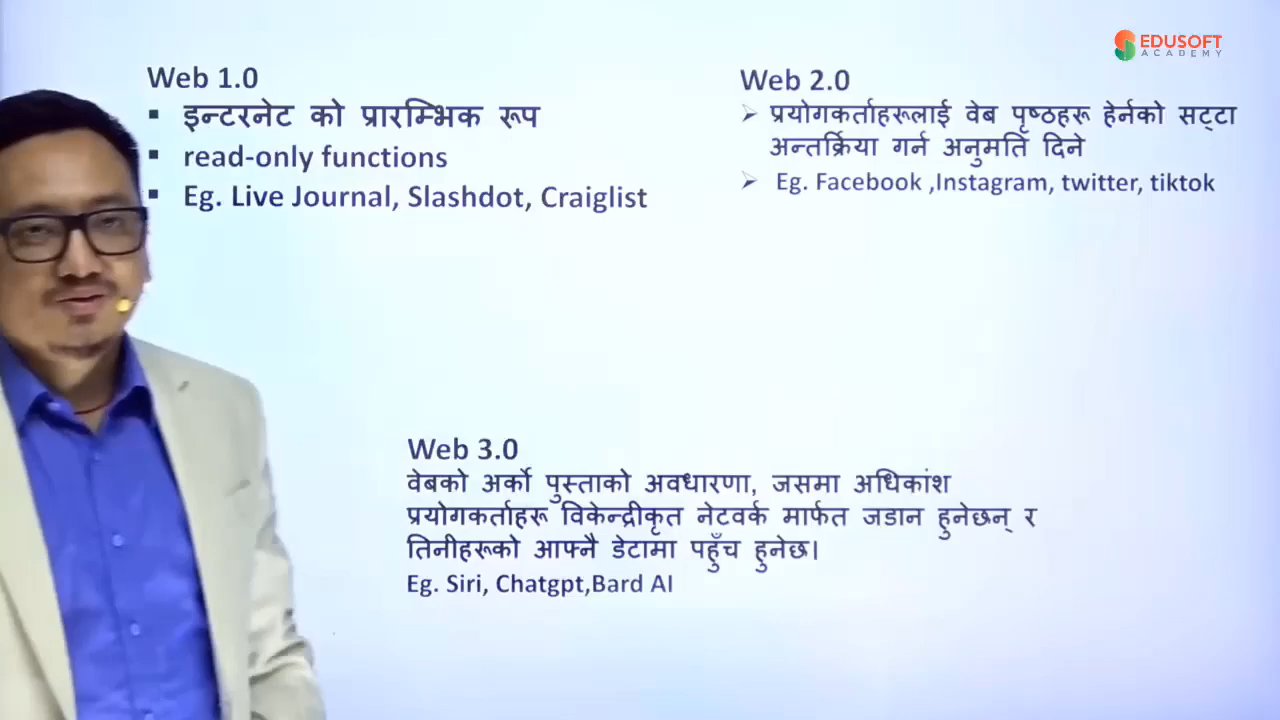 EDUSOFT
ACADEMY
Web 1.0
▪ इन्टरनेट को प्रारम्भिक रूप
▪ read-only functions
▪ Eg. Live Journal, Slashdot, Craiglist
Web 2.0
➢ प्रयोगकर्ताहरूलाई वेब पृष्ठहरू हेर्नको सट्टा
अन्तर्क्रिया गर्न अनुमति दिने
➢ Eg. Facebook ,Instagram, twitter, tiktok
Web 3.0
वेबको अर्को पुस्ताको अवधारणा, जसमा अधिकांश
प्रयोगकर्ताहरू विकेन्द्रीकृत नेटवर्क मार्फत जडान हुनेछन् र
तिनीहरूको आफ्नै डेटामा पहुँच हुनेछ।
Eg. Siri, Chatgpt,Bard AI